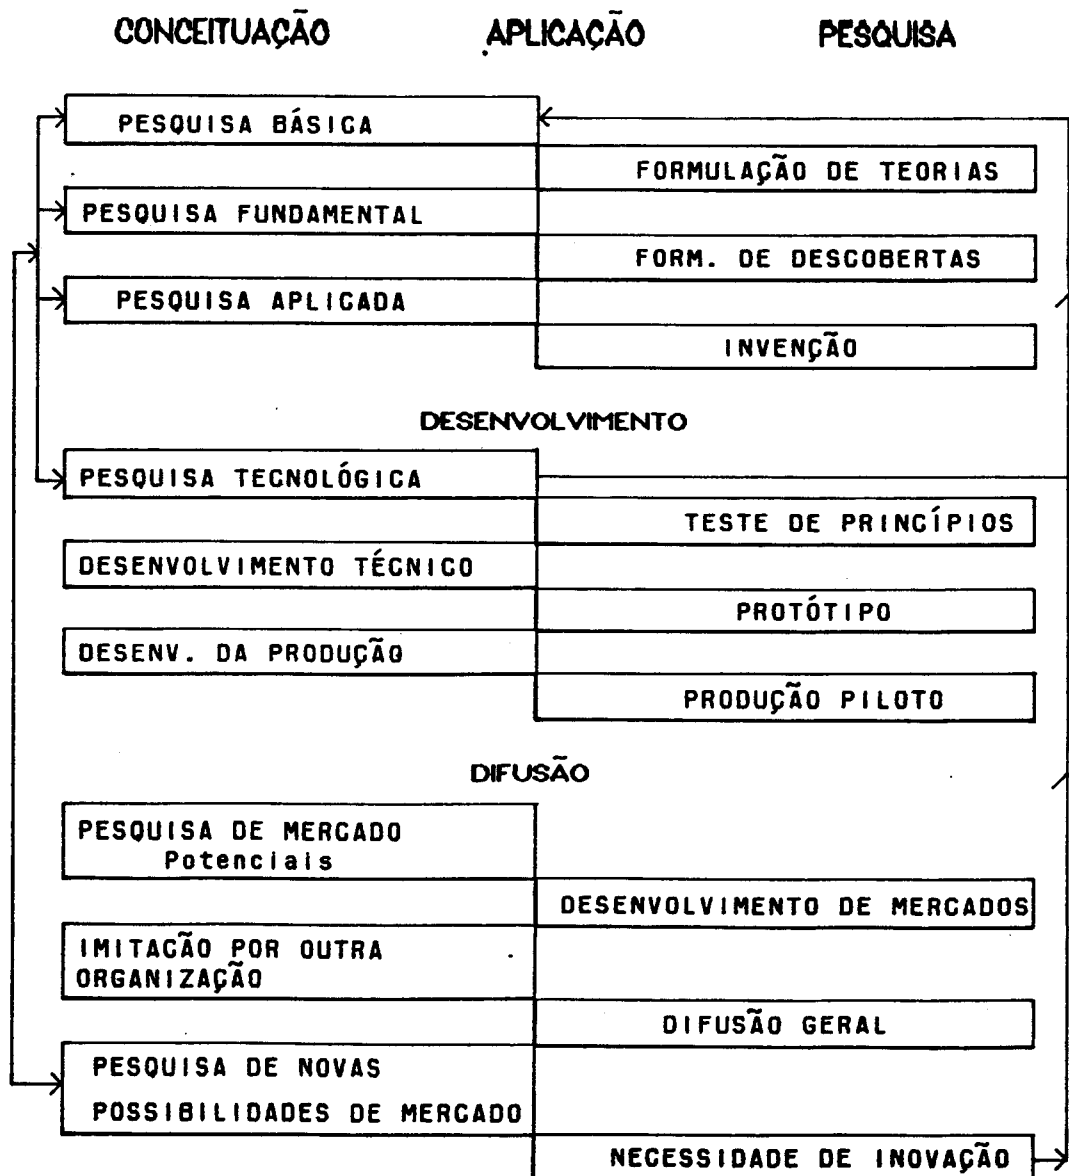 CONCEITUAÇÃO APLICAÇÃO PESQUISA
PESQUISA BÁSICA
FORMULAÇÃO DE TEORIAS
PESQUISA FUNDAMENTAL
FORM. DE DESCOBERTAS
PESQUISA APLICADA
INVENÇÃO
DESENVOLVIMENTO
PESQUISA TECNOLÓGICA
TESTE DE PRINCÍPIOS
DESENVOLVIMENTO TÉCNICO
PROTÓTIPO
DESENV. DA PRODUÇÃO
PRODUÇÃO PILOTO
DIFUSÃO
PESQUISA DE MERCADO
Potenciais
DESENVOLVIMENTO DE MERCADOS
IMITACÃO POR OUTRA
ORGANIZAÇÃO
DIFUSÃO GERAL
PESQUISA DE NOVAS
POSSIBILIDADES DE MERCADO
NECESSIDADE DE INOVAÇÃO